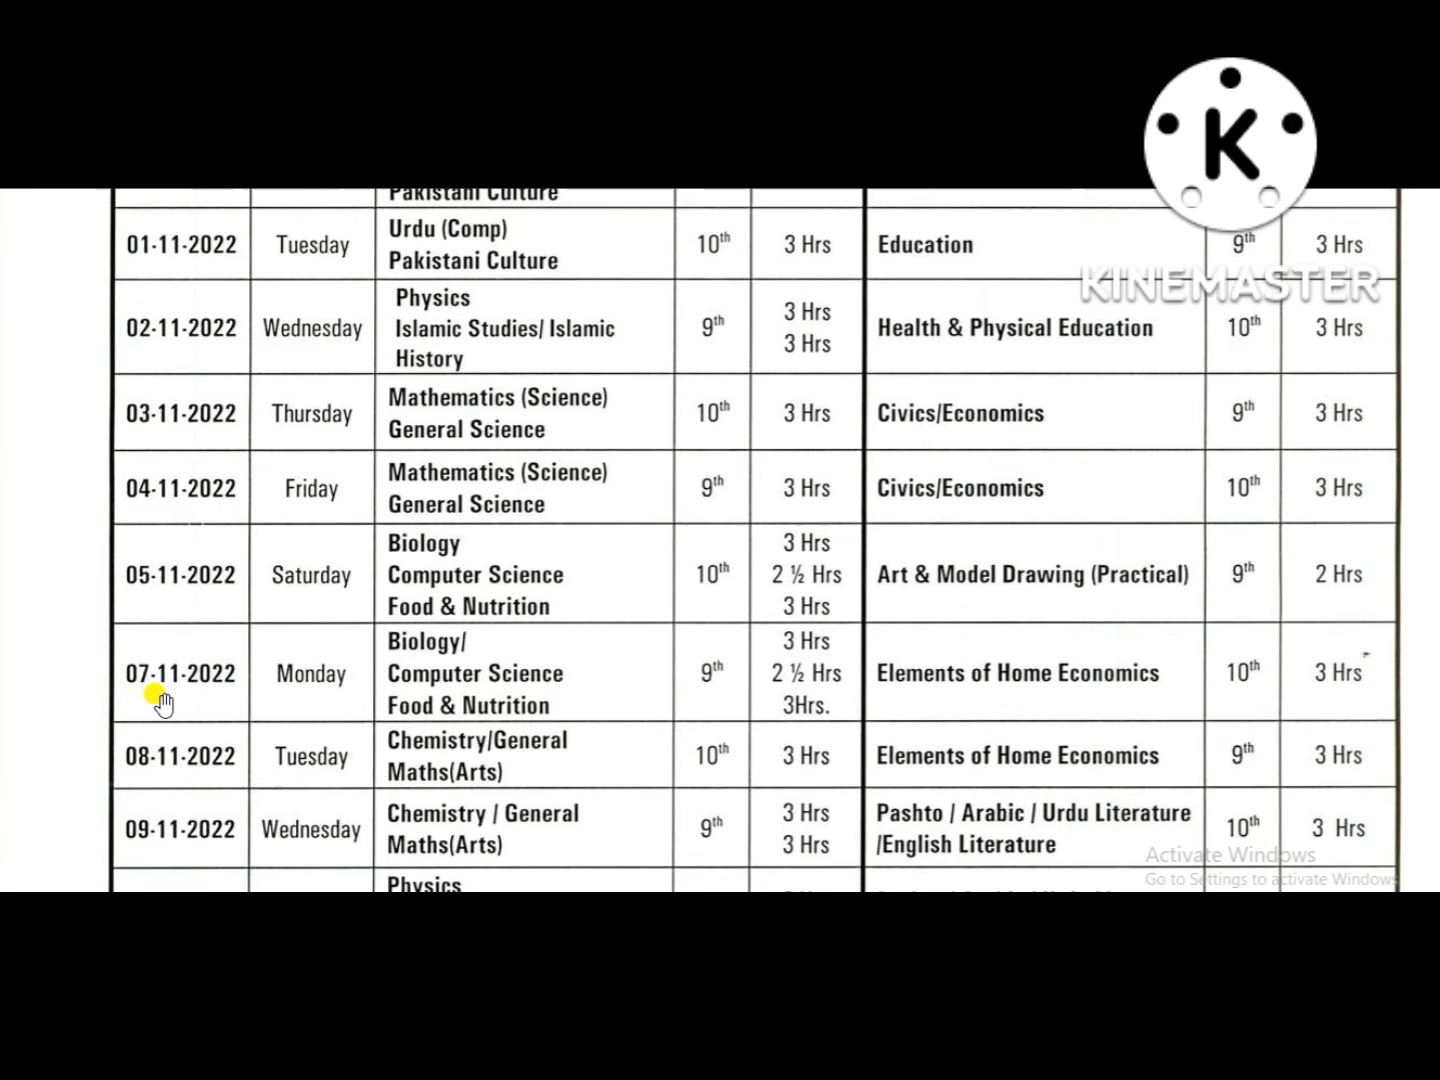 K
KINEMASTER
Pakistani Culture
01-11-2022 Tuesday Urdu (Comp) 10th 3 Hrs Education 9th 3 Hrs
Pakistani Culture
Physics 3 Hrs
02-11-2022 Wednesday Islamic Studies/ Islamic 9th 3 Hrs Health & Physical Education 10th 3 Hrs
History
Mathematics (Science)
03-11-2022 Thursday General Science 10th 3 Hrs Civics/Economics 9th 3 Hrs
Mathematics (Science)
04-11-2022 Friday General Science 9th 3 Hrs Civics/Economics 10th 3 Hrs
Biology 3 Hrs
05-11-2022 Saturday Computer Science 10th 2 ½ Hrs Art & Model Drawing (Practical) 9th 2 Hrs
Food & Nutrition 3 Hrs
Biology/ 3 Hrs
07-11-2022 Monday Computer Science 9th 2 ½ Hrs Elements of Home Economics 10th 3 Hrs
Food & Nutrition 3Hrs.
Chemistry/General
08-11-2022 Tuesday Maths(Arts) 10th 3 Hrs Elements of Home Economics 9th 3 Hrs
Chemistry / General 3 Hrs Pashto / Arabic / Urdu Literature
09-11-2022 Wednesday Maths(Arts) 9th 3 Hrs /English Literature 10th 3 Hrs
Physics
Activate Windows
Go to Settings to activate Windows